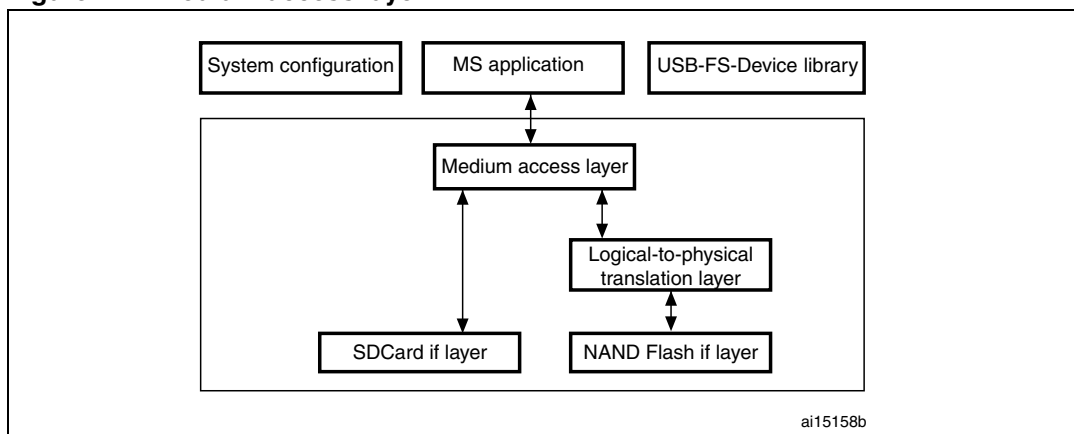 System configuration
MS application
USB-FS-Device library
Medium access layer
Logical-to-physical
translation layer
SDCard if layer
NAND Flash if layer
ai15158b